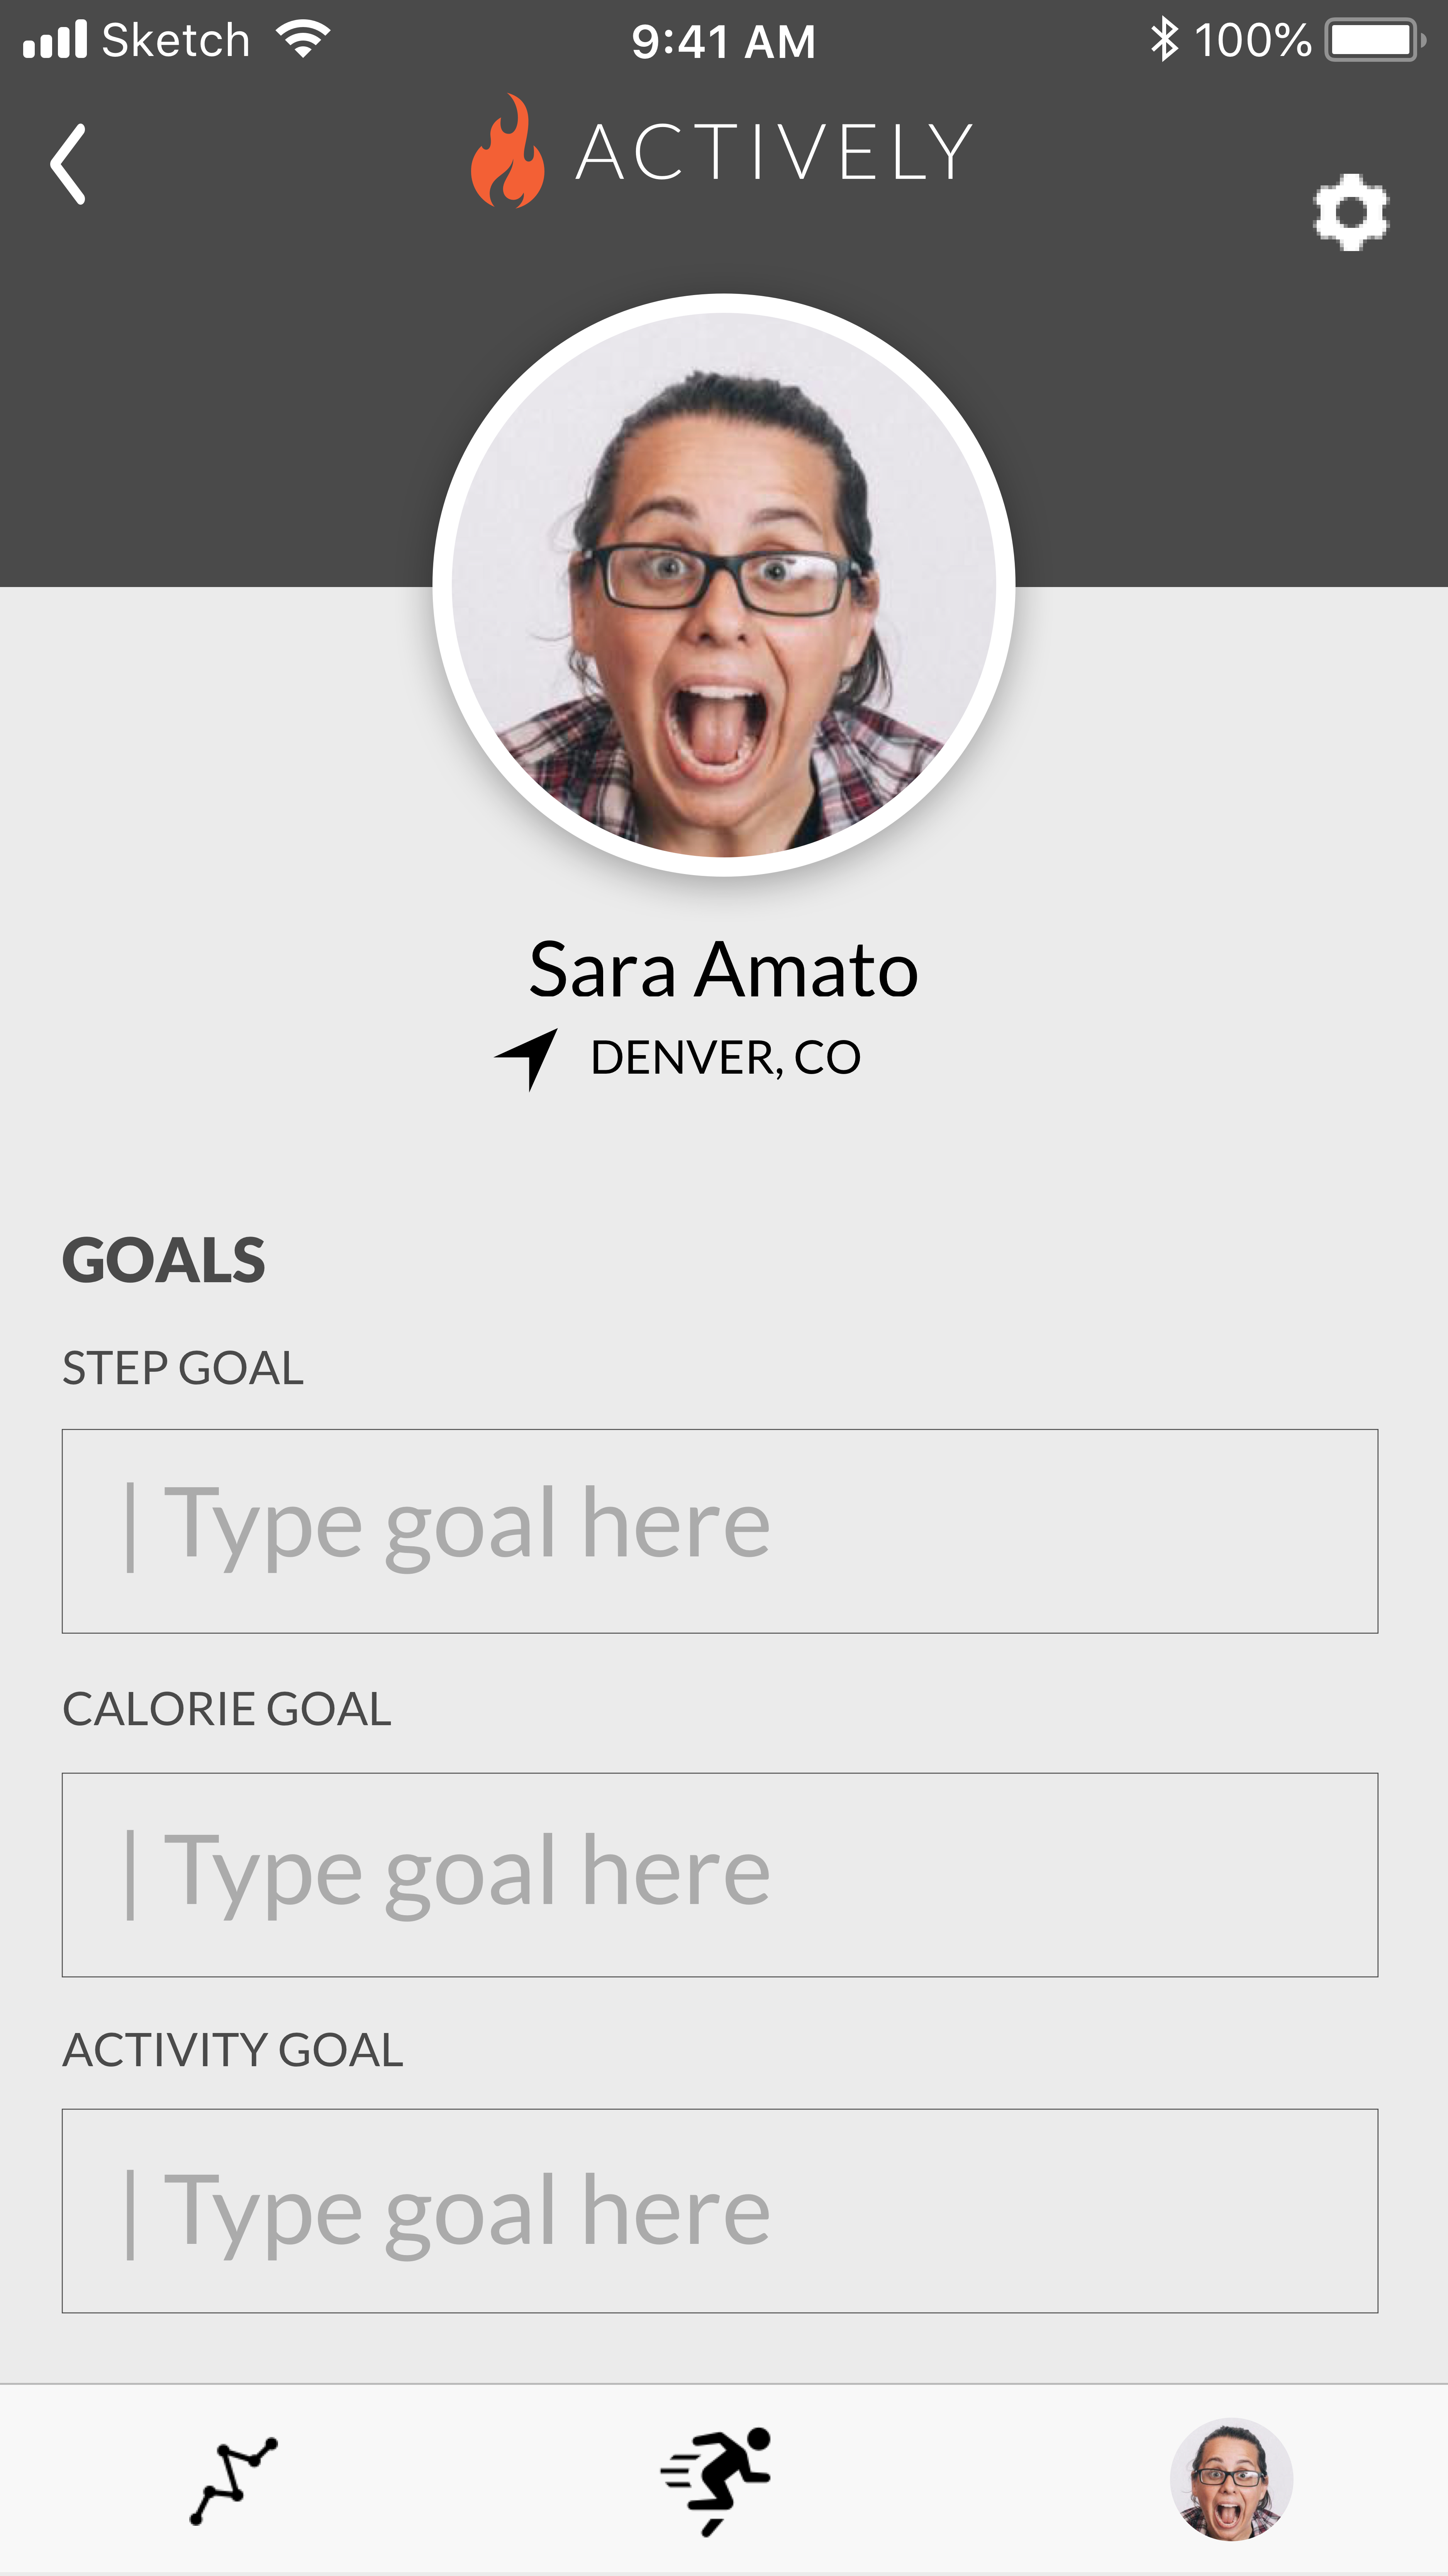 Sketch 9:41 AM 100%
ACTIVELY
Sara Amato
DENVER, CO
GOALS
STEP GOAL
| Type goal here
CALORIE GOAL
| Type goal here
ACTIVITY GOAL
| Type goal here